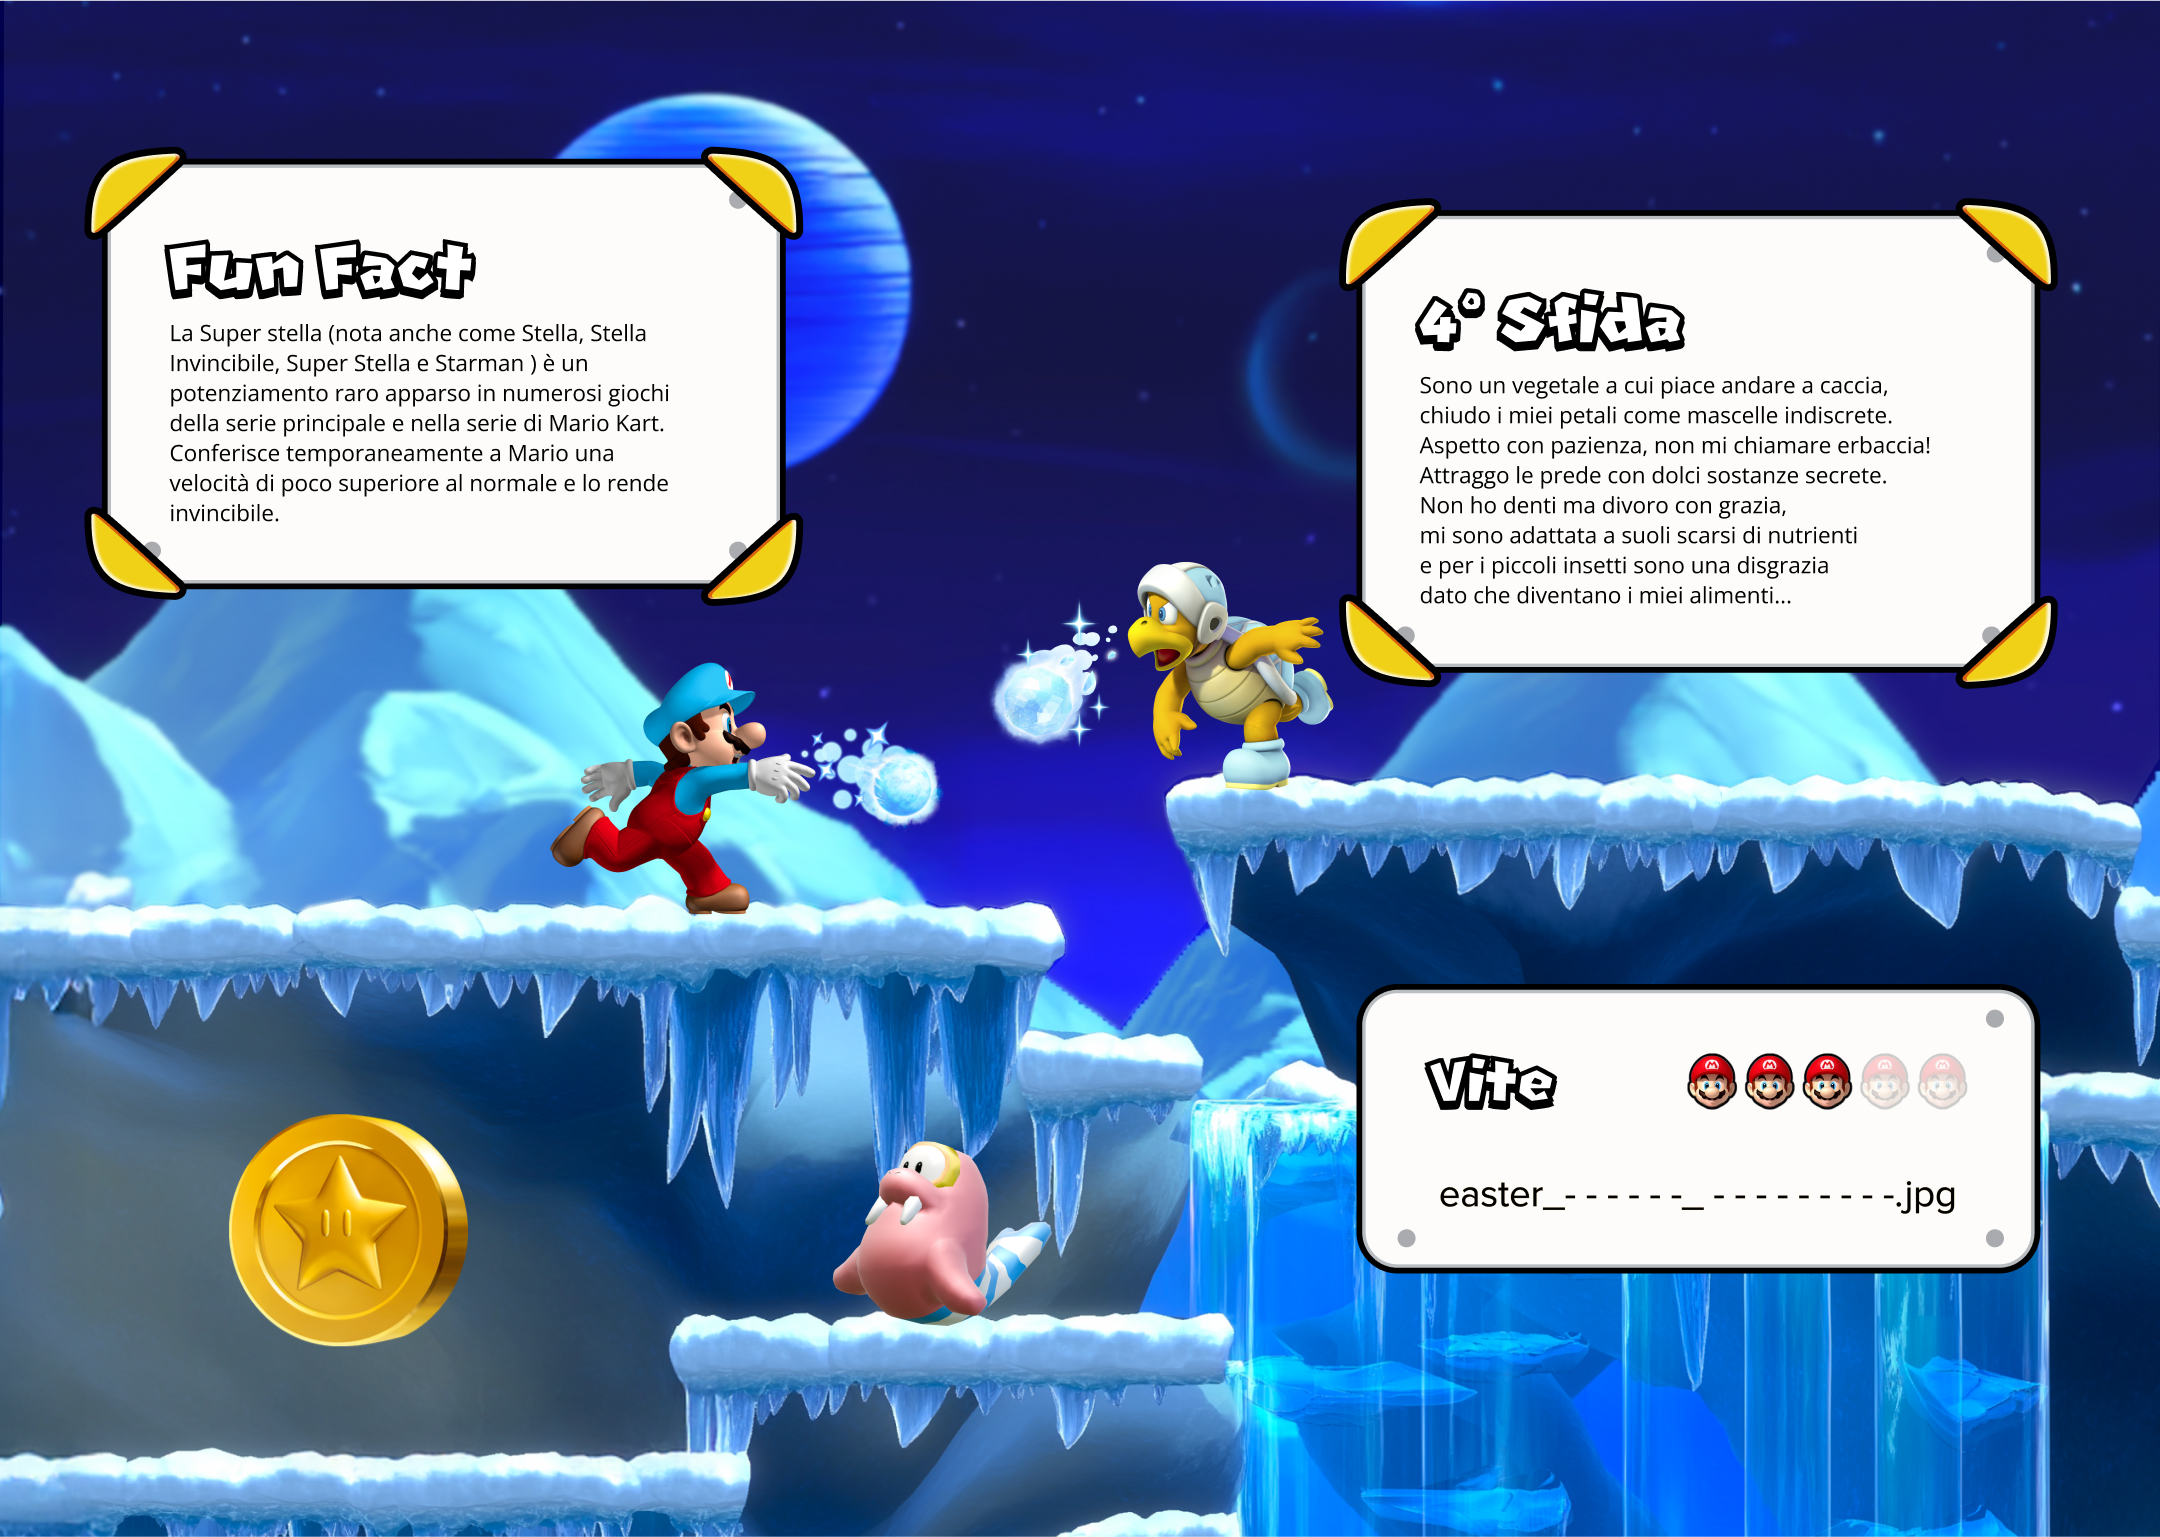 Fun Fact
La Super stella (nota anche come Stella, Stella
Invincibile, Super Stella e Starman ) è un
potenziamento raro apparso in numerosi giochi
della serie principale e nella serie di Mario Kart.
Conferisce temporaneamente a Mario una
velocità di poco superiore al normale e lo rende
invincibile.
4° Sfida
Sono un vegetale a cui piace andare a caccia,
chiudo i miei petali come mascelle indiscrete.
Aspetto con pazienza, non mi chiamare erbaccia!
Attraggo le prede con dolci sostanze secrete.
Non ho denti ma divoro con grazia,
mi sono adattata a suoli scarsi di nutrienti
e per i piccoli insetti sono una disgrazia
dato che diventano i miei alimenti...
Vite
easter_- - - - - -_ - - - - - - - - -.jpg